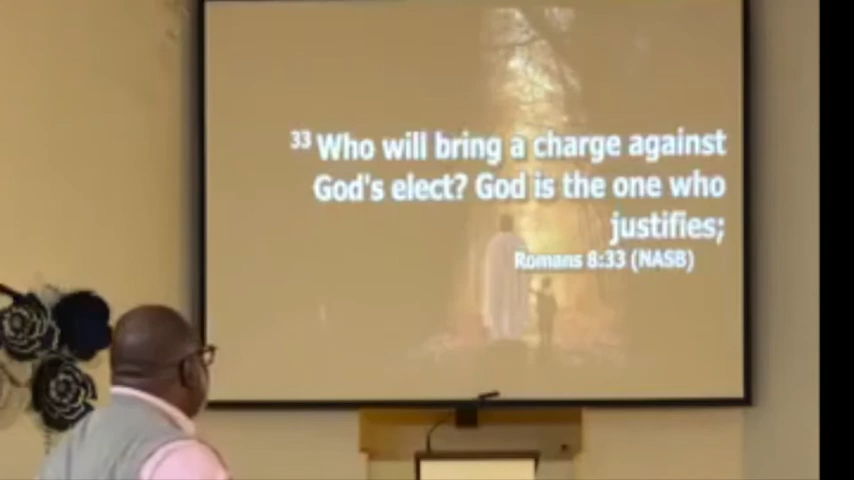 33 Who will bring a charge against
God's elect? God is the one who
justifies;
Romans 8:33 (NASB)